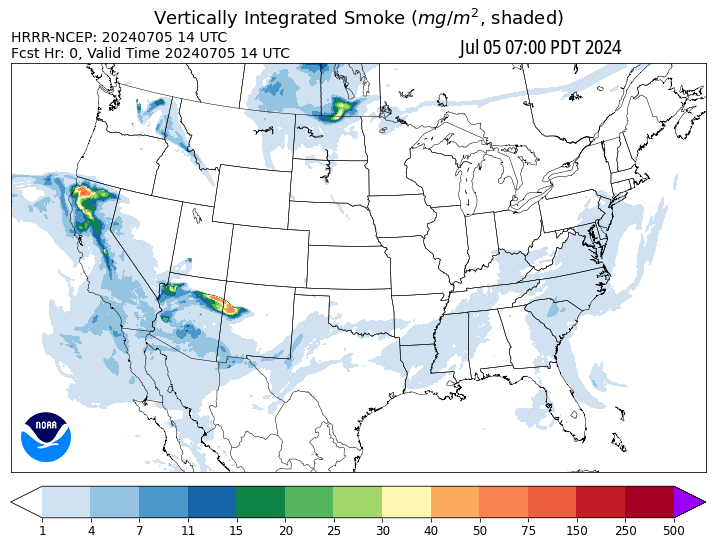 Vertically Integrated Smoke (mg/m², shaded)
HRRR-NCEP: 20240705 14 UTC
Fcst Hr: 0, Valid Time 20240705 14 UTC
Jul 05 07:00 PDT 2024
NOAA
1 4 7 11 15 20 25 30 40 50 75 150 250 500